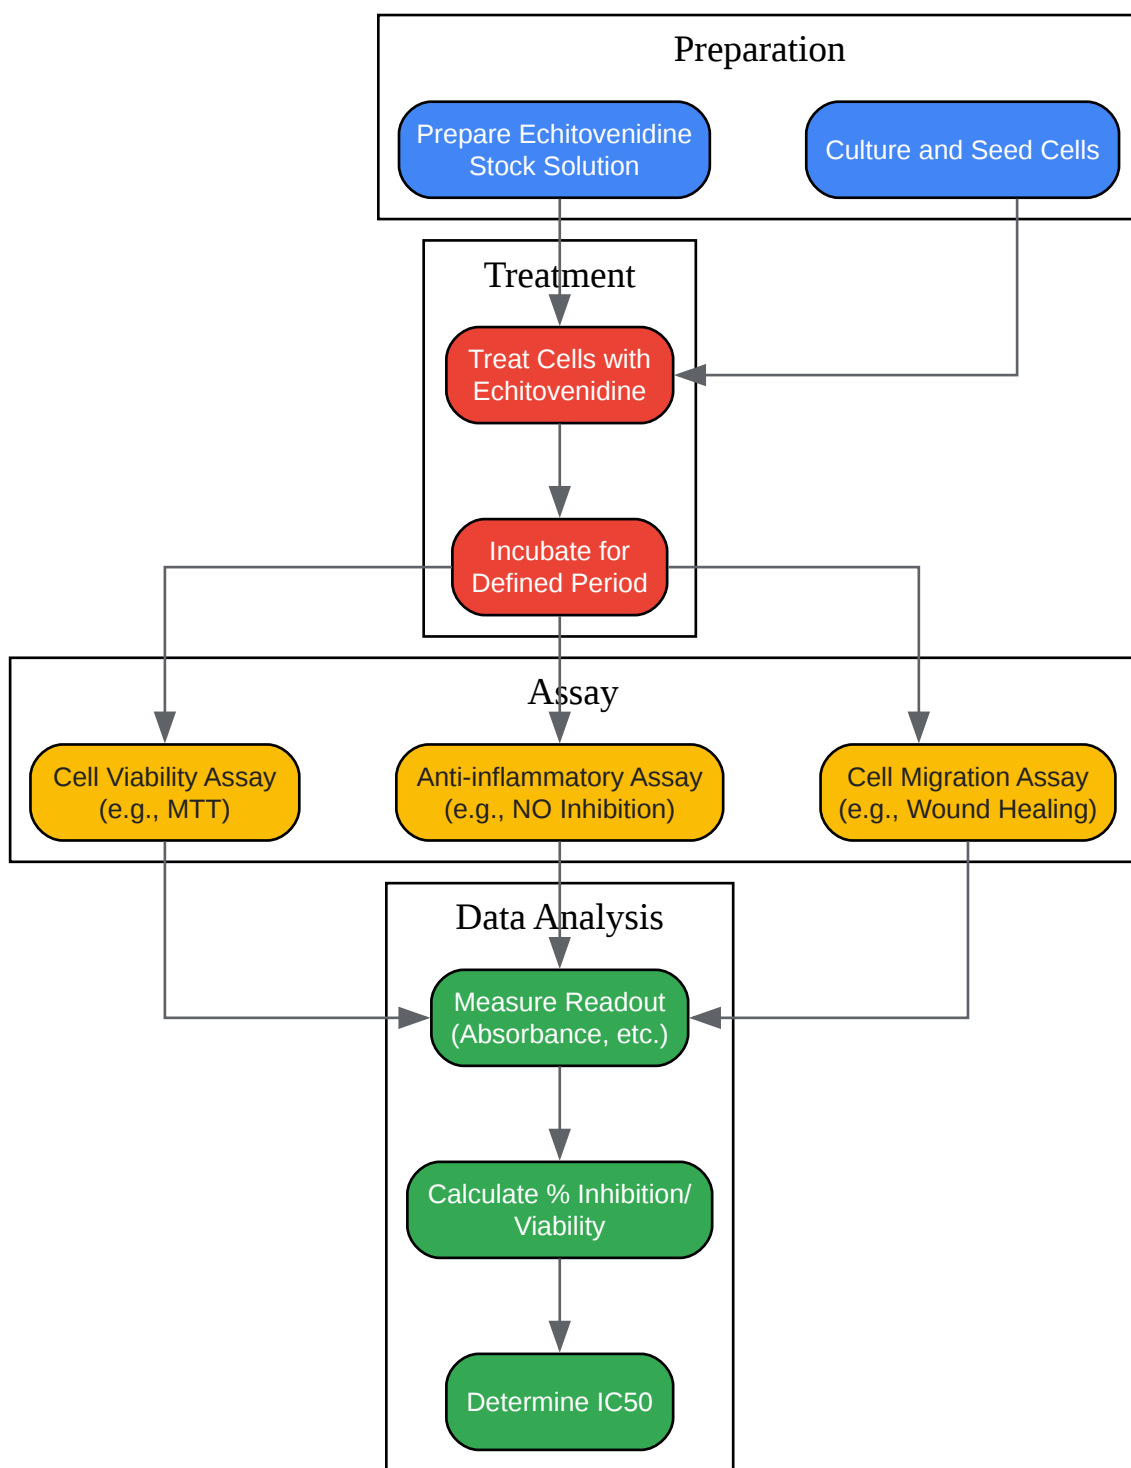 Preparation
Prepare Echitovenidine
Stock Solution
Culture and Seed Cells
Treatment
Treat Cells with
Echitovenidine
Incubate for
Defined Period
Assay
Cell Viability Assay
(e.g., MTT)
Anti-inflammatory Assay
(e.g., NO Inhibition)
Cell Migration Assay
(e.g., Wound Healing)
Data Analysis
Measure Readout
(Absorbance, etc.)
Calculate % Inhibition/
Viability
Determine IC50